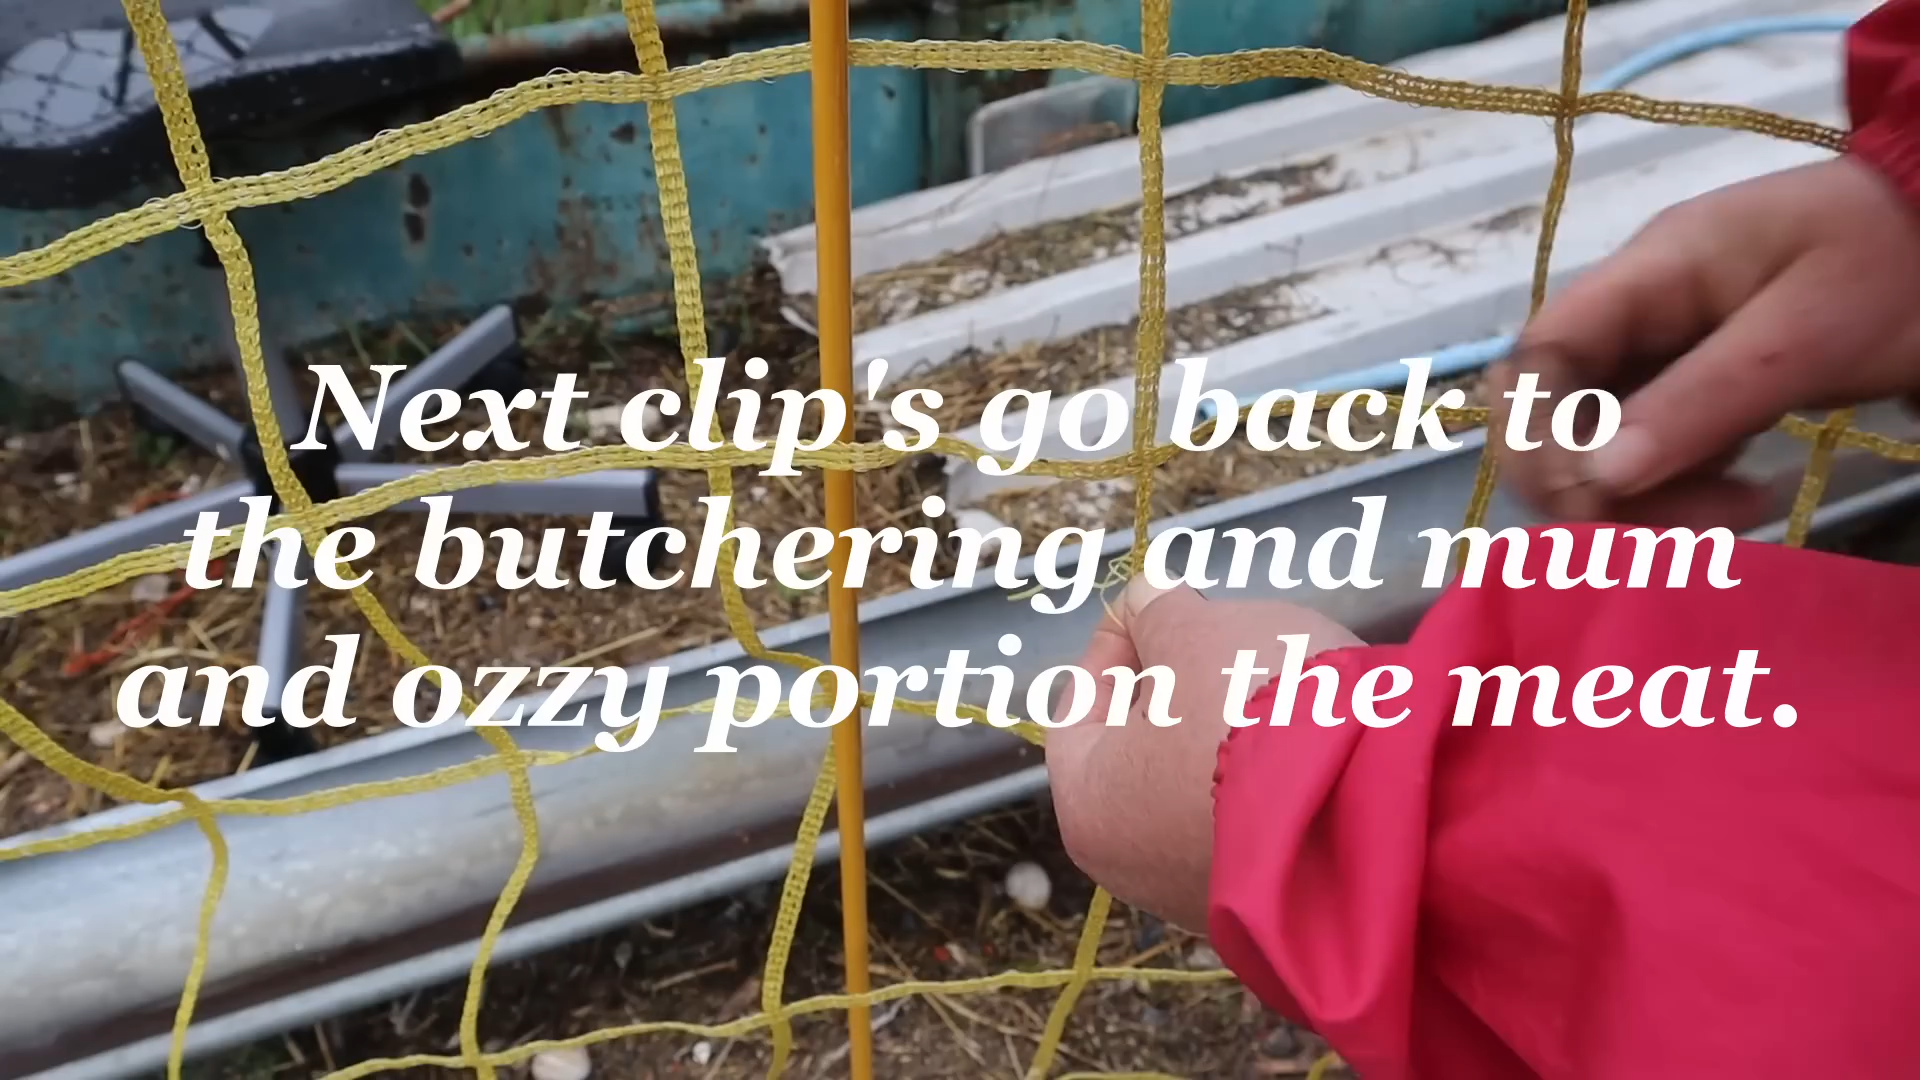 Next clip's go back to
the butchering and mum
and ozzy portion the meat.